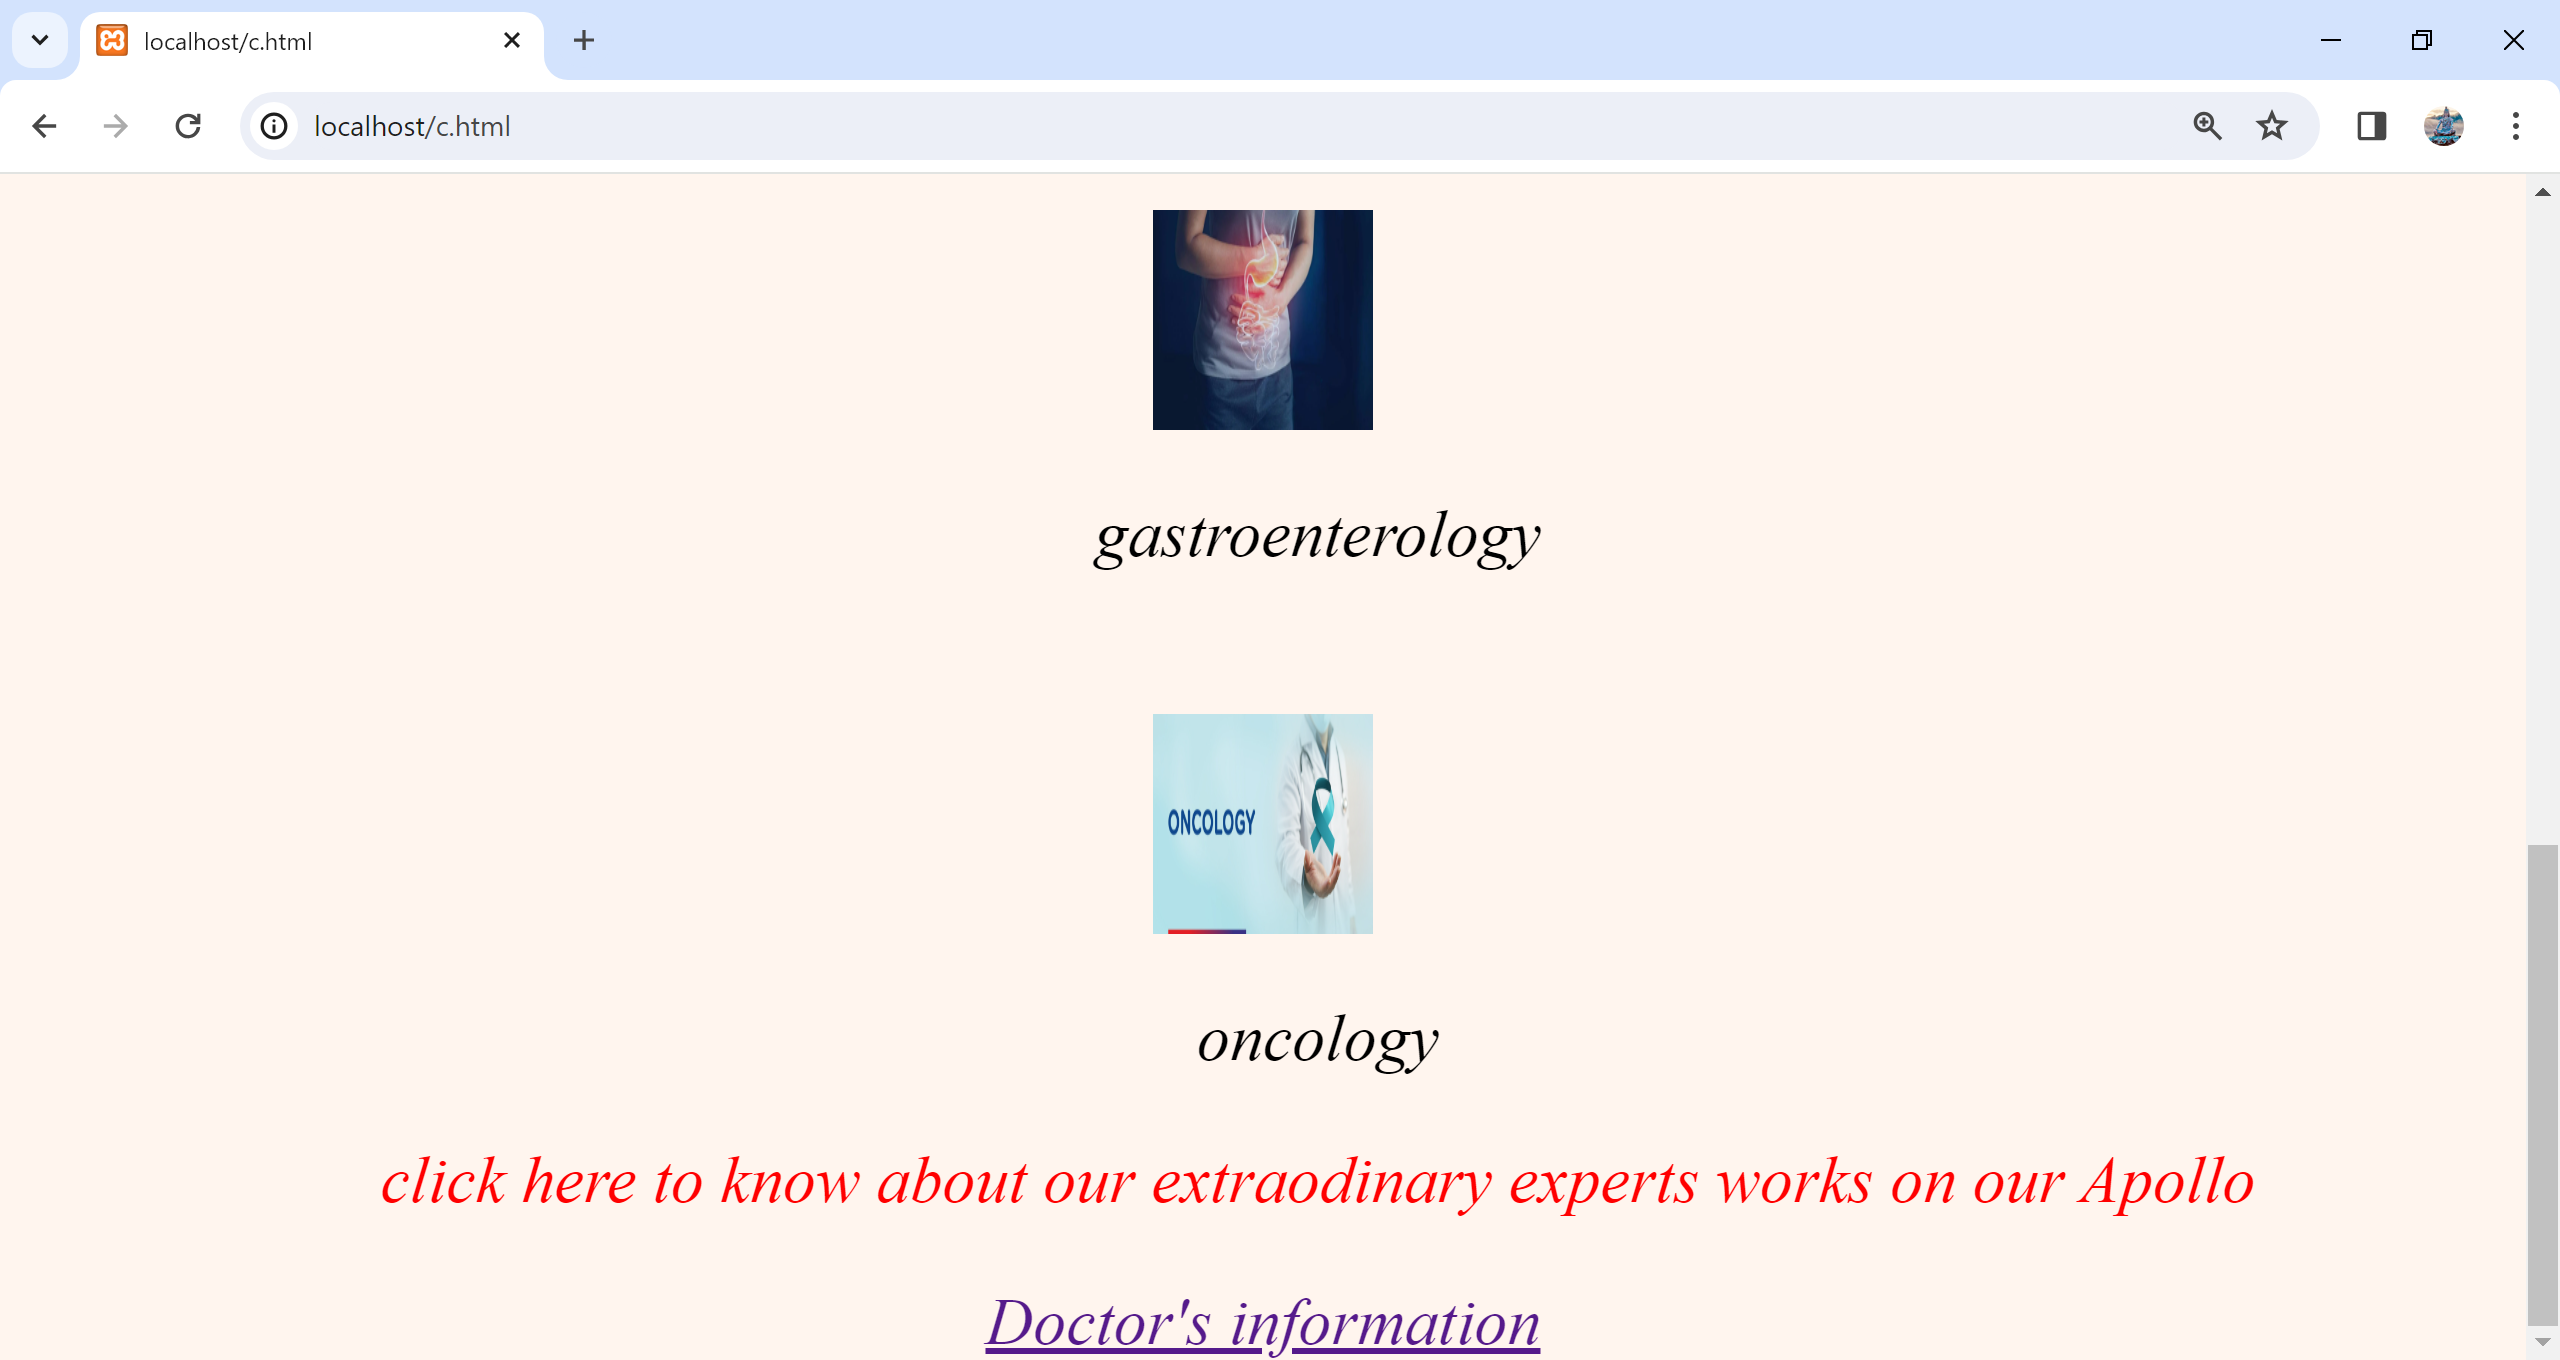 localhost/c.html
localhost/c.html
gastroenterology
ONCOLOGY
oncology
click here to know about our extraodinary experts works on our Apollo
Doctor's information